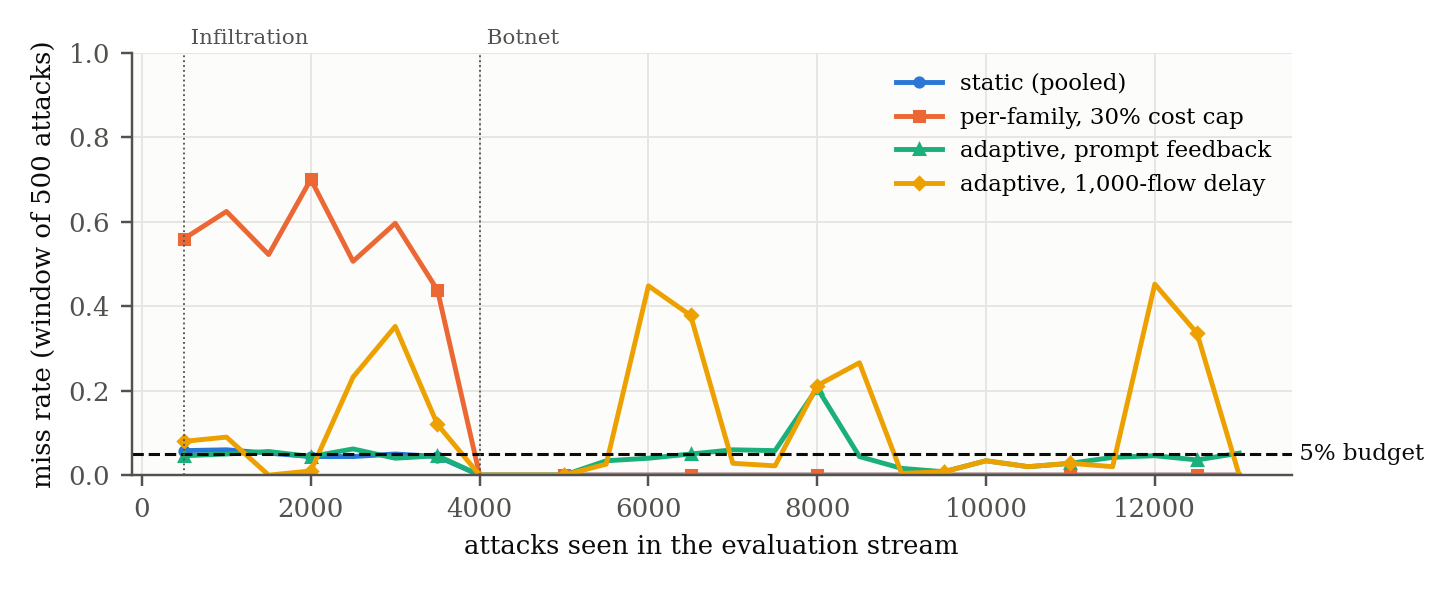 Infiltration Botnet
1.0
0.8
0.6
0.4
0.2
0.0
miss rate (window of 500 attacks)
static (pooled)
per-family, 30% cost cap
adaptive, prompt feedback
adaptive, 1,000-flow delay
5% budget
0 2000 4000 6000 8000 10000 12000
attacks seen in the evaluation stream